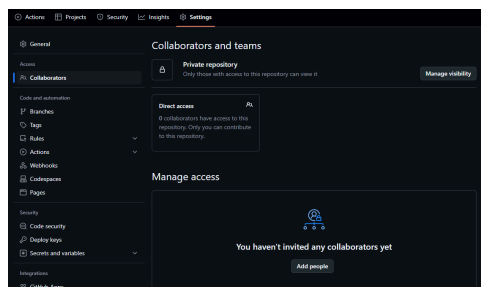 Actions Projects Security Insights Settings
General
Access
Collaborators
Code and automation
Branches
Tags
Rules
Actions
Webhooks
Codespaces
Pages
Security
Code security
Deploy keys
Secrets and variables
Integrations
GitHub Apps
Collaborators and teams
Private repository
Only those with access to this repository can view it
Manage visibility
Direct access
0 collaborators have access to this
repository. Only you can contribute
to this repository.
Manage access
You haven't invited any collaborators yet
Add people